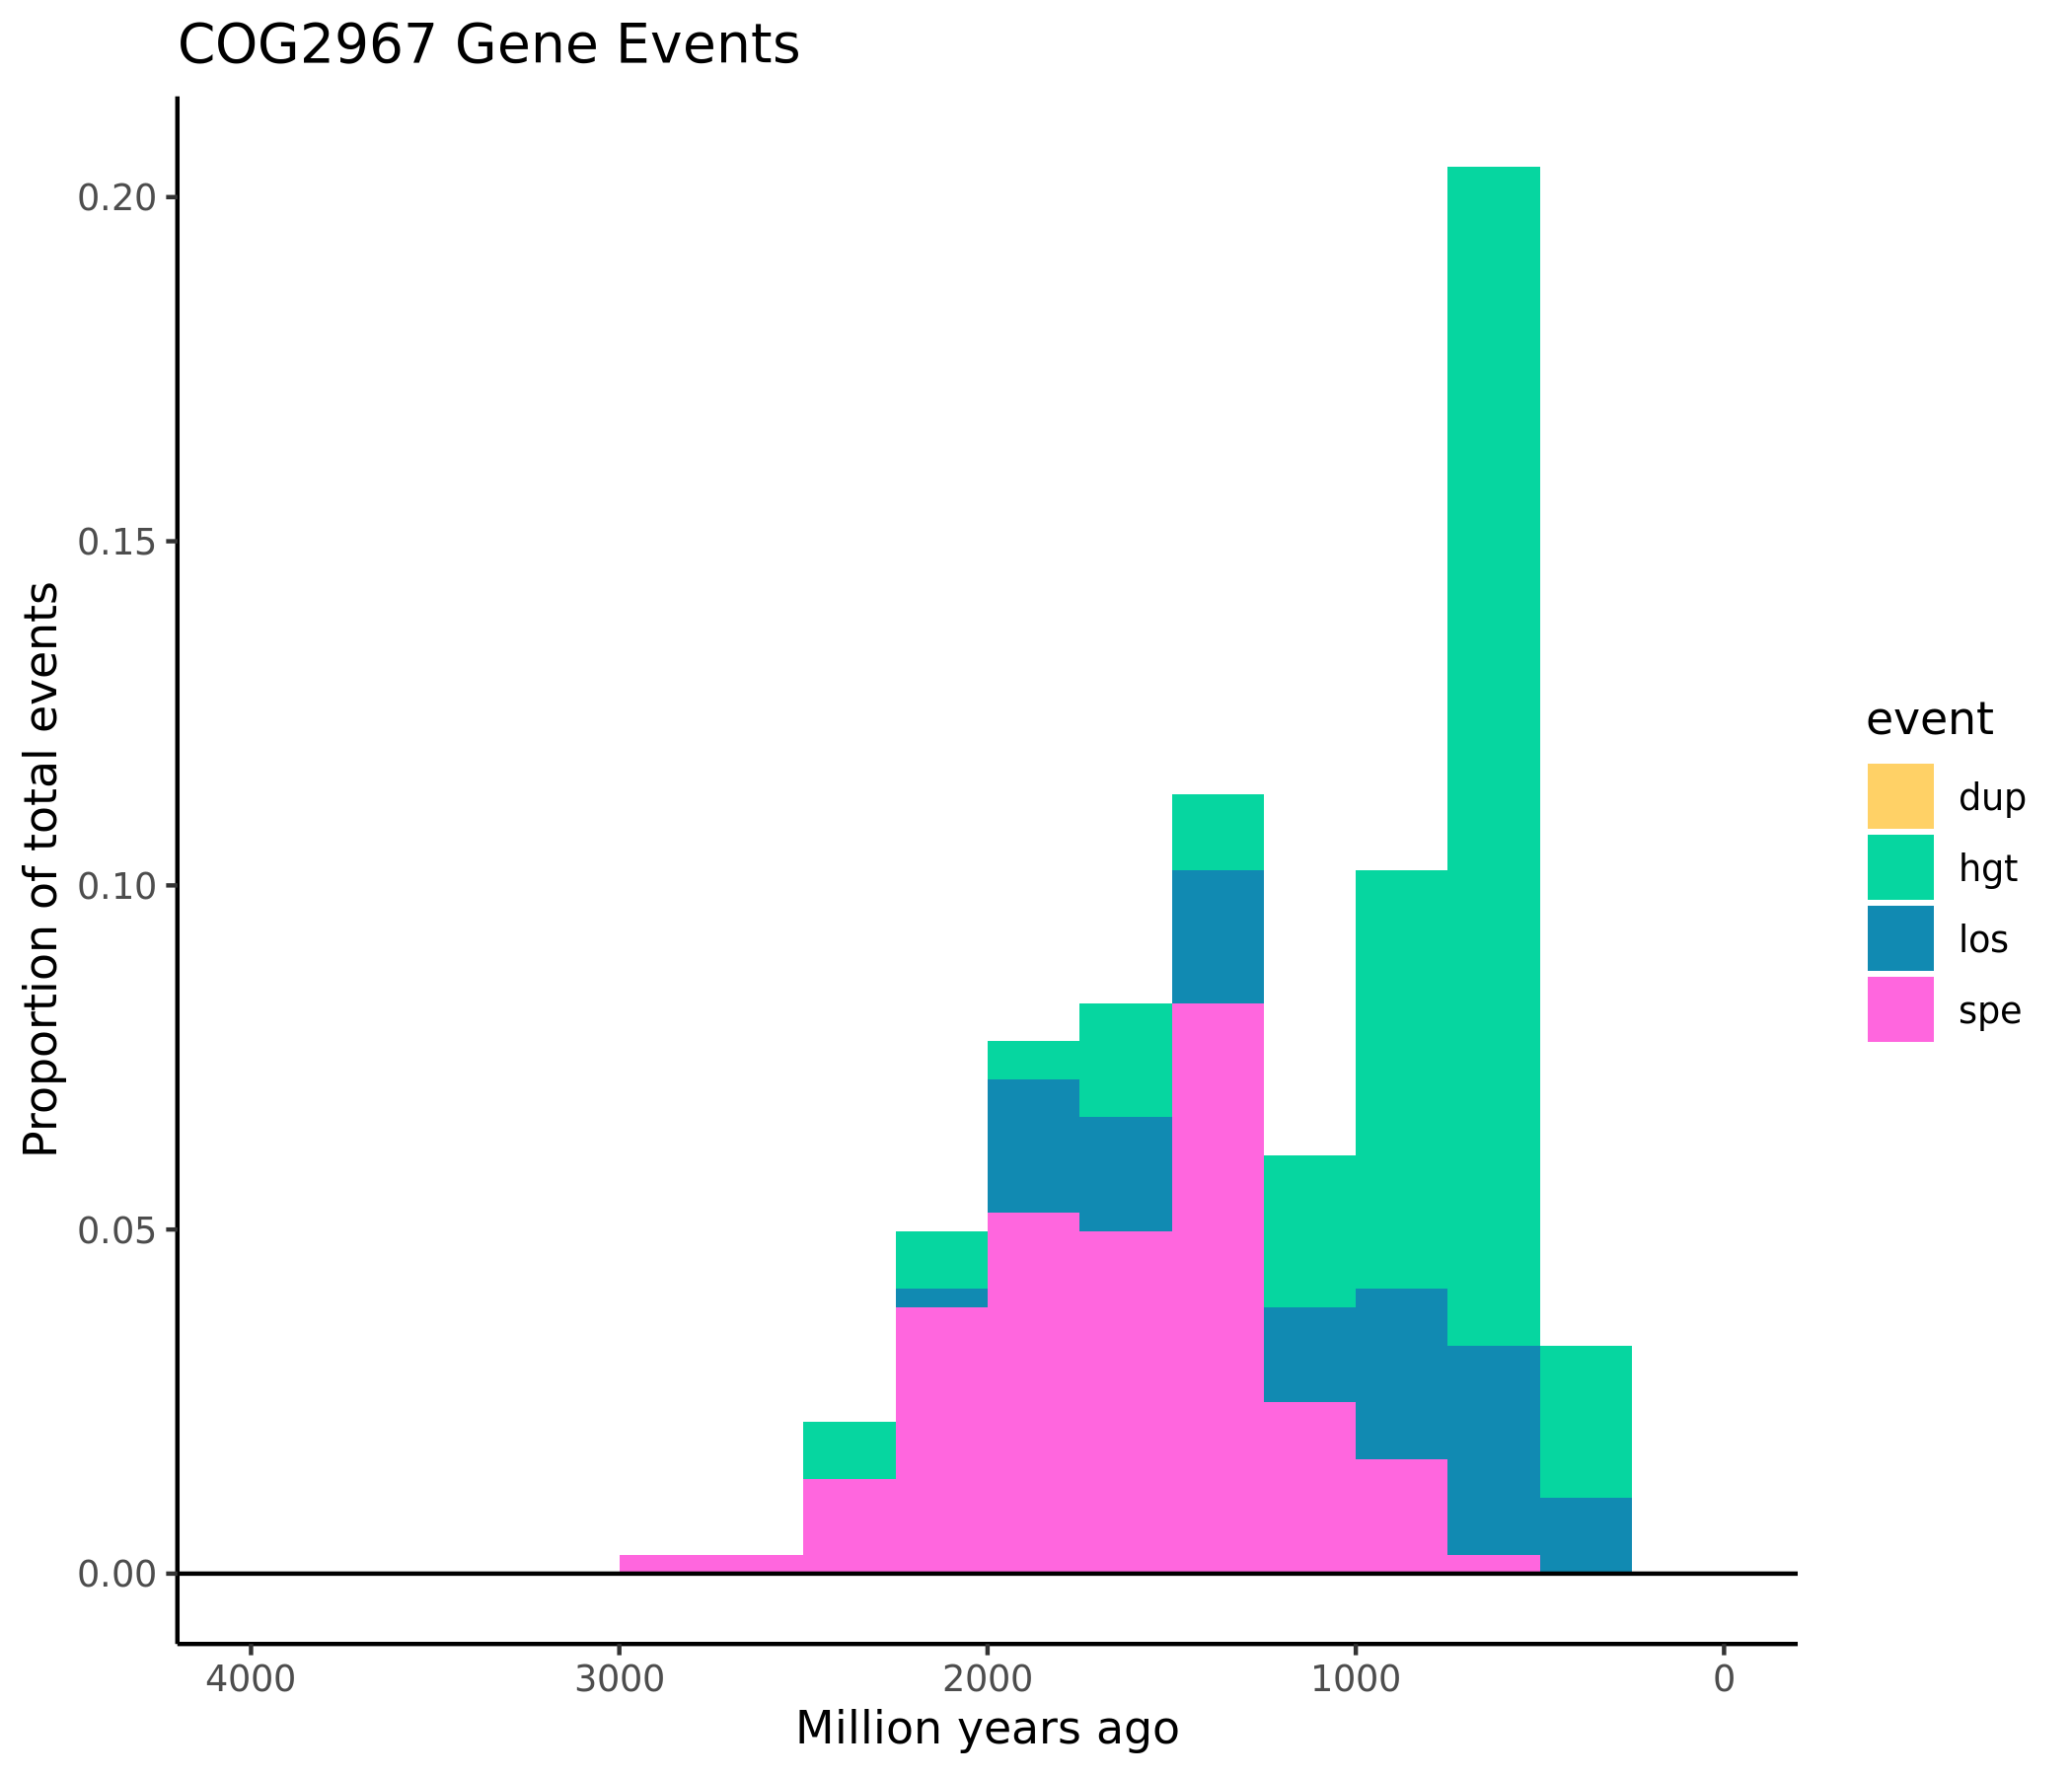 COG2967 Gene Events
Proportion of total events
0.20
0.15
0.10
0.05
0.00
4000 3000 2000 1000 0
Million years ago
event
dup
hgt
los
spe